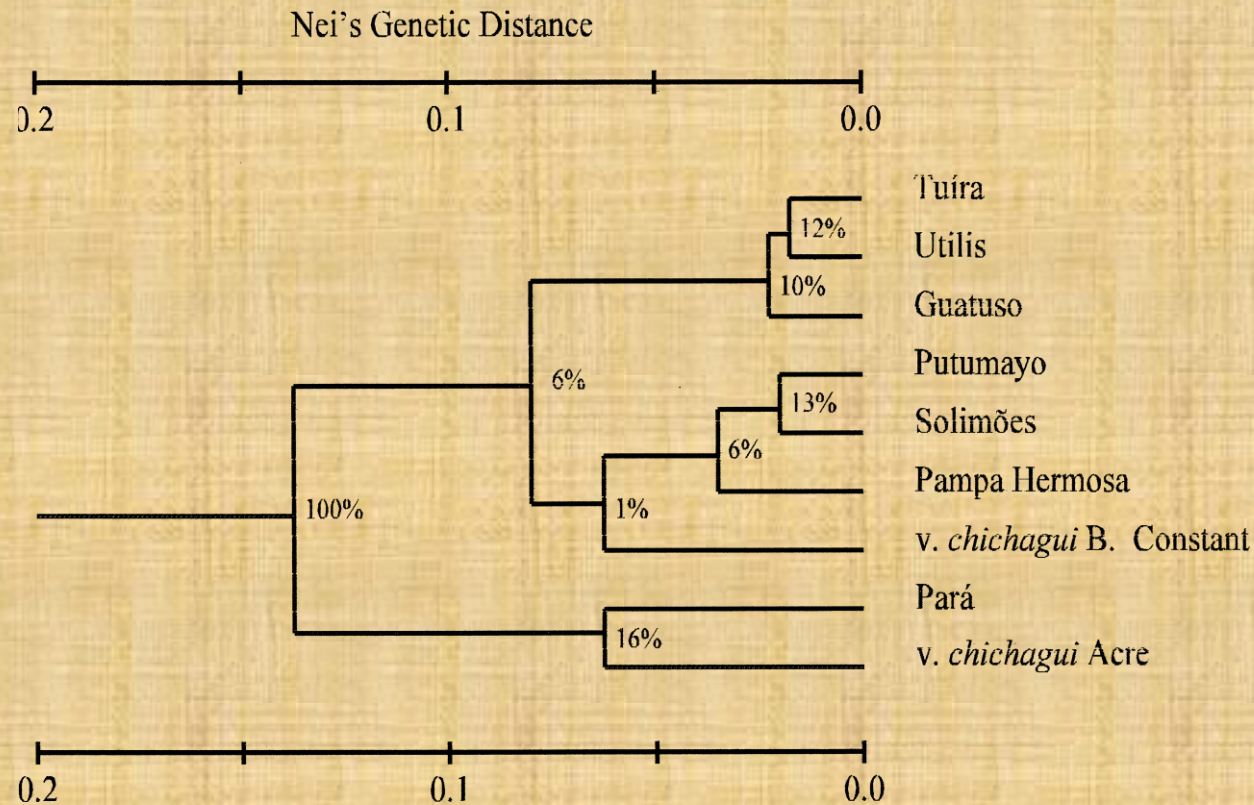 Nei's Genetic Distance
0.2 0.1 0.0
Tuíra
12%
Utilis
10%
Guatuso
Putumayo
6%
13%
Solimões
6%
Pampa Hermosa
100%
1%
v. chichagui B. Constant
Pará
16%
v. chichagui Acre
0.2 0.1 0.0